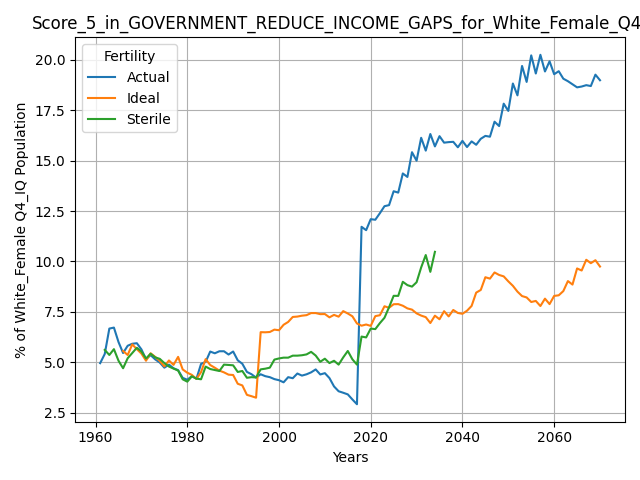 Score_5_in_GOVERNMENT_REDUCE_INCOME_GAPS_for_White_Female_Q4
Fertility
Actual
Ideal
Sterile
% of White_Female Q4_IQ Population
20.0
17.5
15.0
12.5
10.0
7.5
5.0
2.5
1960 1980 2000 2020 2040 2060
Years